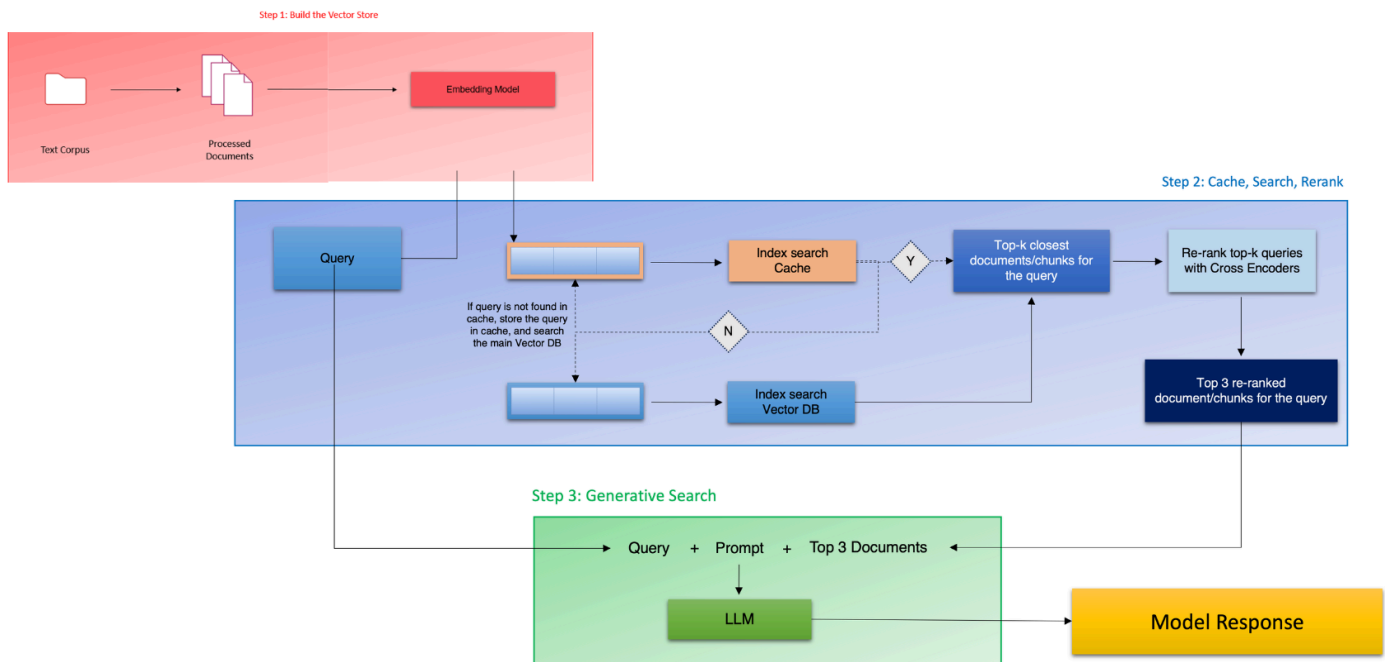 Step 1: Build the Vector Store
Embedding Model
Text Corpus
Processed
Documents
Step 2: Cache, Search, Rerank
Query
Index search
Cache
Y
Top-k closest
documents/chunks for
the query
Re-rank top-k queries
with Cross Encoders
If query is not found in
cache, store the query
in cache, and search
the main Vector DB
N
Index search
Vector DB
Top 3 re-ranked
document/chunks for the query
Step 3: Generative Search
Query + Prompt + Top 3 Documents
LLM
Model Response